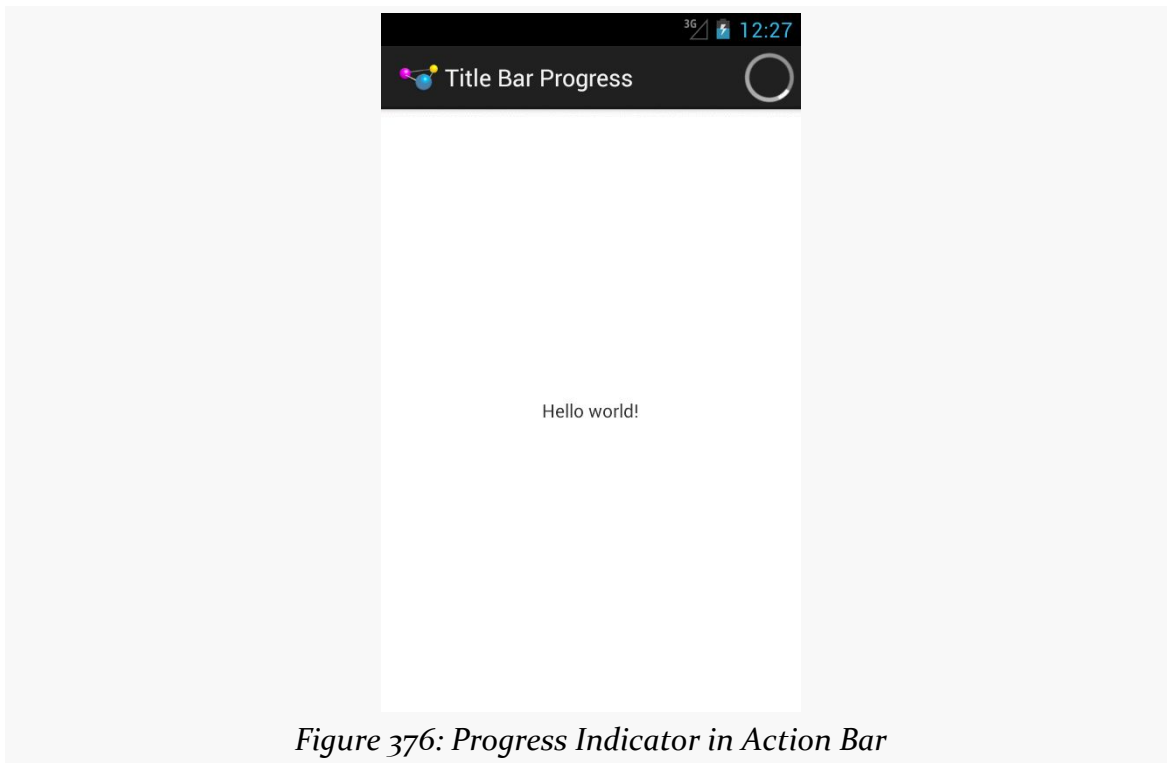 3G 12:27
Title Bar Progress
Hello world!
Figure 376: Progress Indicator in Action Bar